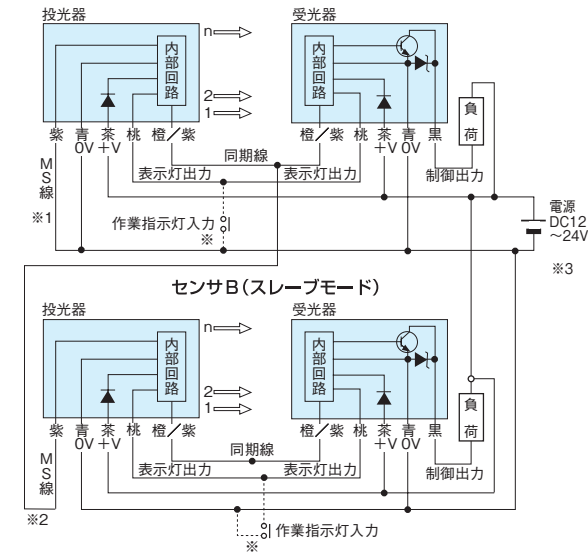 投光器
受光器
n
内部回路
2
1
内部回路
負荷
紫 青 茶 桃 橙/紫
0V +V
橙/紫 桃 茶 青 黒
+V 0V
同期線
MS線
表示灯出力
表示灯出力
制御出力
※1
作業指示灯入力
※
電源
DC12
～24V
※3
センサB(スレーブモード)
投光器
受光器
n
内部回路
2
1
内部回路
負荷
紫 青 茶 桃 橙/紫
0V +V
橙/紫 桃 茶 青 黒
+V 0V
同期線
MS線
表示灯出力
表示灯出力
制御出力
※2
作業指示灯入力
※